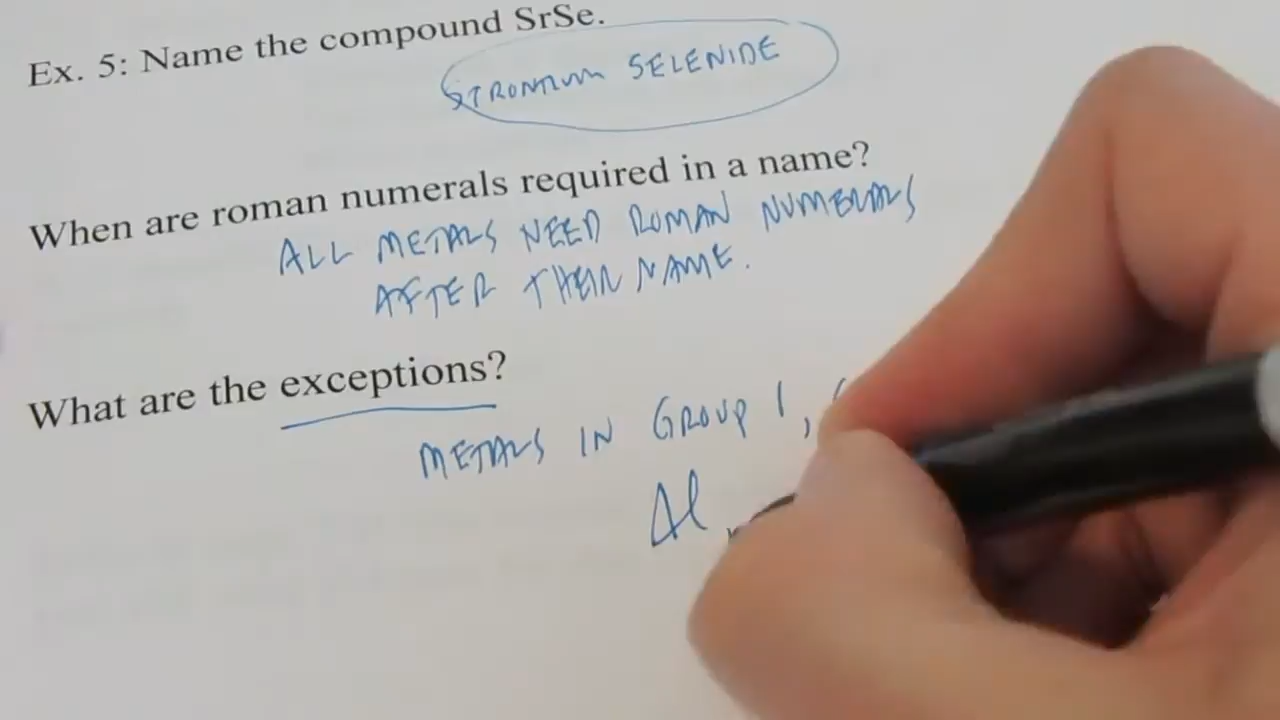 Ex. 5: Name the compound SrSe.
STRONTIUM SELENIDE
When are roman numerals required in a name?
ALL METALS NEED ROMAN NUMERALS
AFTER THEIR NAME.
What are the exceptions?
METALS IN GROUP 1,
Al,